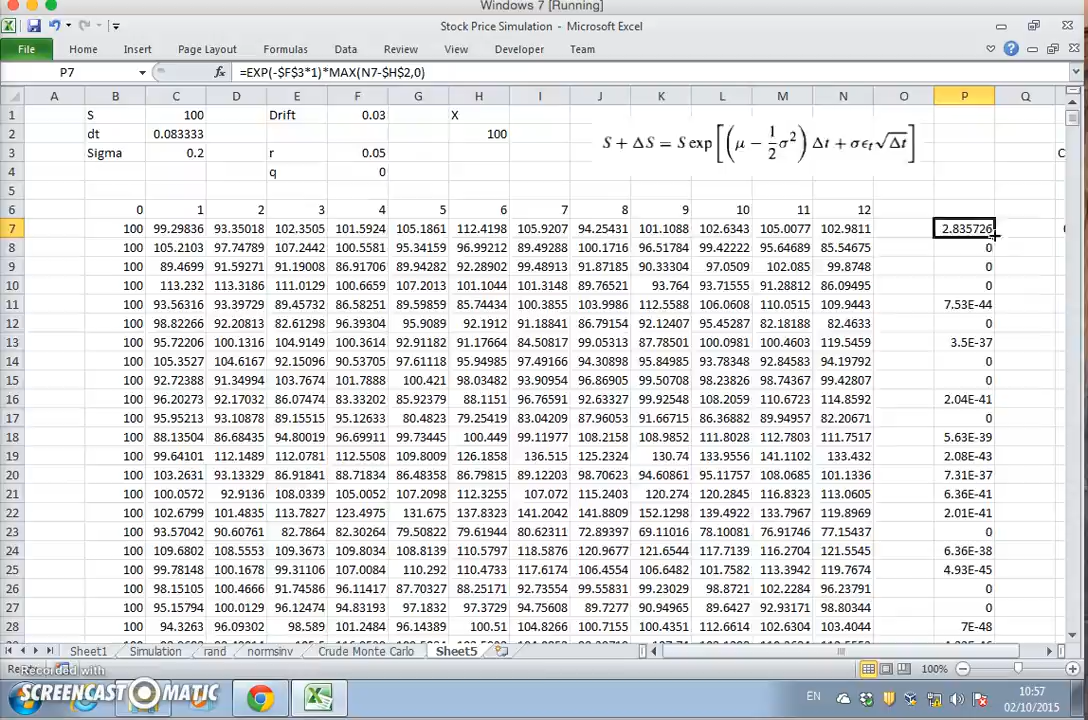 Windows 7 [Running]
Stock Price Simulation - Microsoft Excel
File Home Insert Page Layout Formulas Data Review View Developer Team
P7 fx =EXP(-$F$3*1)*MAX(N7-$H$2,0)
A B C D E F G H I J K L M N O P Q
1 S 100 Drift 0.03 X
2 dt 0.083333 100
S + ΔS = S exp[(μ − 1/2 σ²) Δt + σϵₜ√Δt]
3 Sigma 0.2 r 0.05 C
4 q 0
5
6 0 1 2 3 4 5 6 7 8 9 10 11 12
7 100 99.29836 93.35018 102.3505 101.5924 105.1861 112.4198 105.9207 94.25431 101.1088 102.6343 105.0077 102.9811 2.835726
8 100 105.2103 97.74789 107.2442 100.5581 95.34159 96.99212 89.49288 100.1716 96.51784 99.42222 95.64689 85.54675 0
9 100 89.4699 91.59271 91.19008 86.91706 89.94282 92.28902 99.48913 91.87185 90.33304 97.0509 102.085 99.8748 0
10 100 113.232 113.3186 111.0129 100.6659 107.2013 101.1044 101.3148 89.76521 93.764 93.71555 91.28812 86.09495 0
11 100 93.56316 93.39729 89.45732 86.58251 89.59859 85.74434 100.3855 103.9986 112.5588 106.0608 110.0515 109.9443 7.53E-44
12 100 98.82266 92.20813 82.61298 96.39304 95.9089 92.1912 91.18841 86.79154 92.12407 95.45287 82.18188 82.4633 0
13 100 95.72206 100.1316 104.9149 100.3614 92.91182 91.17664 84.50817 99.05313 87.78501 100.0981 100.4603 119.5459 3.5E-37
14 100 105.3527 104.6167 92.15096 90.53705 97.61118 95.94985 97.49166 94.30898 95.84985 93.78348 92.84583 94.19792 0
15 100 92.72388 91.34994 103.7674 101.7888 100.421 98.03482 93.90954 96.86905 99.50708 98.23826 98.74367 99.42807 0
16 100 96.20273 92.17032 86.07474 83.33202 85.92379 88.1151 96.76591 92.63327 99.92548 108.2059 110.6723 114.8592 2.04E-41
17 100 95.95213 93.10878 89.15515 95.12633 80.4823 79.25419 83.04209 87.96053 91.66715 86.36882 89.94957 82.20671 0
18 100 88.13504 86.68435 94.80019 96.69911 99.73445 100.449 99.11977 108.2158 108.9852 111.8028 112.7803 111.7517 5.63E-39
19 100 99.64101 112.1489 112.0781 112.5508 109.8009 126.1858 136.515 125.2324 130.74 133.9556 141.1102 133.432 2.08E-43
20 100 103.2631 93.13329 86.91841 88.71834 86.48358 86.79815 89.12203 98.70623 94.60861 95.11757 108.0685 101.1336 7.31E-37
21 100 100.0572 92.9136 108.0339 105.0052 107.2098 112.3255 107.072 115.2403 120.274 120.2845 116.8323 113.0605 6.36E-41
22 100 102.6799 101.4835 113.7827 123.4975 131.675 137.8323 141.2042 141.8809 152.1298 139.4922 137.7968 119.8969 2.01E-41
23 100 93.57042 90.60761 82.7864 82.30264 79.50822 79.61944 80.62311 72.89397 69.11016 78.10081 76.91746 77.15437 0
24 100 109.6802 108.5553 109.3673 109.8034 108.8139 110.5797 118.5876 120.9677 121.6544 117.7139 116.2704 121.5545 6.36E-38
25 100 99.78148 100.1678 99.31106 107.0084 110.292 110.4733 117.6174 106.4554 106.6482 101.7582 113.3942 119.7674 4.93E-45
26 100 98.15105 100.4468 91.74586 96.11417 87.70327 88.25171 92.73554 99.85581 99.23029 98.8721 102.2284 96.23791 0
27 100 95.15794 100.0129 96.12474 94.83193 97.1832 97.3729 94.75608 89.7277 90.94965 89.6427 92.93171 98.80344 0
28 100 94.3263 94.31096 98.589 101.2484 96.14389 100.51 104.8266 100.7155 100.4351 112.6614 102.6304 103.4044 7E-48
Sheet1 Simulation rand normsinv Crude Monte Carlo Sheet5
100%
Recorded with
SCREENCAST MATIC
EN 10:57
02/10/2015